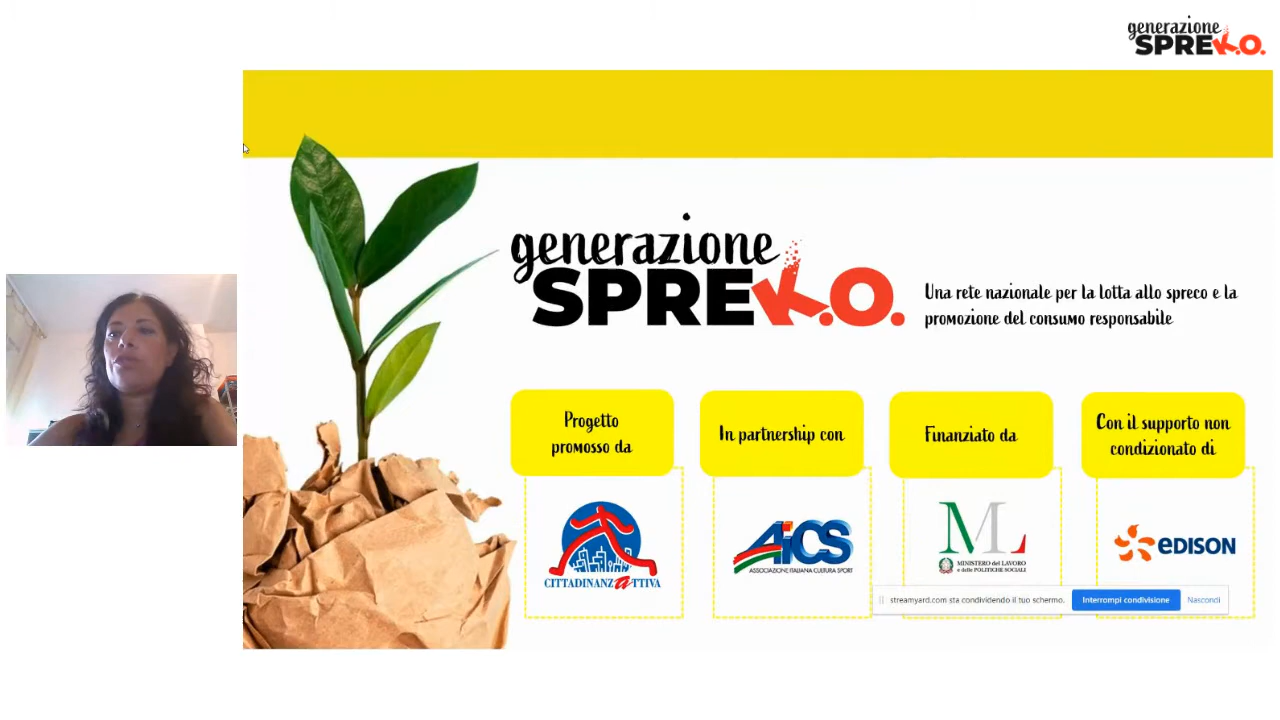 generazione
SPREK.O.
generazione
SPREK.O.
Una rete nazionale per la lotta allo spreco e la
promozione del consumo responsabile
Progetto
promosso da
In partnership con
Finanziato da
Con il supporto non
condizionato di
CITTADINANZATTIVA
AiCS
ASSOCIAZIONE ITALIANA CULTURA SPORT
ML
MINISTERO del LAVORO
e delle POLITICHE SOCIALI
EDISON
streamyard.com sta condividendo il tuo schermo.
Interrompi condivisione
Nascondi